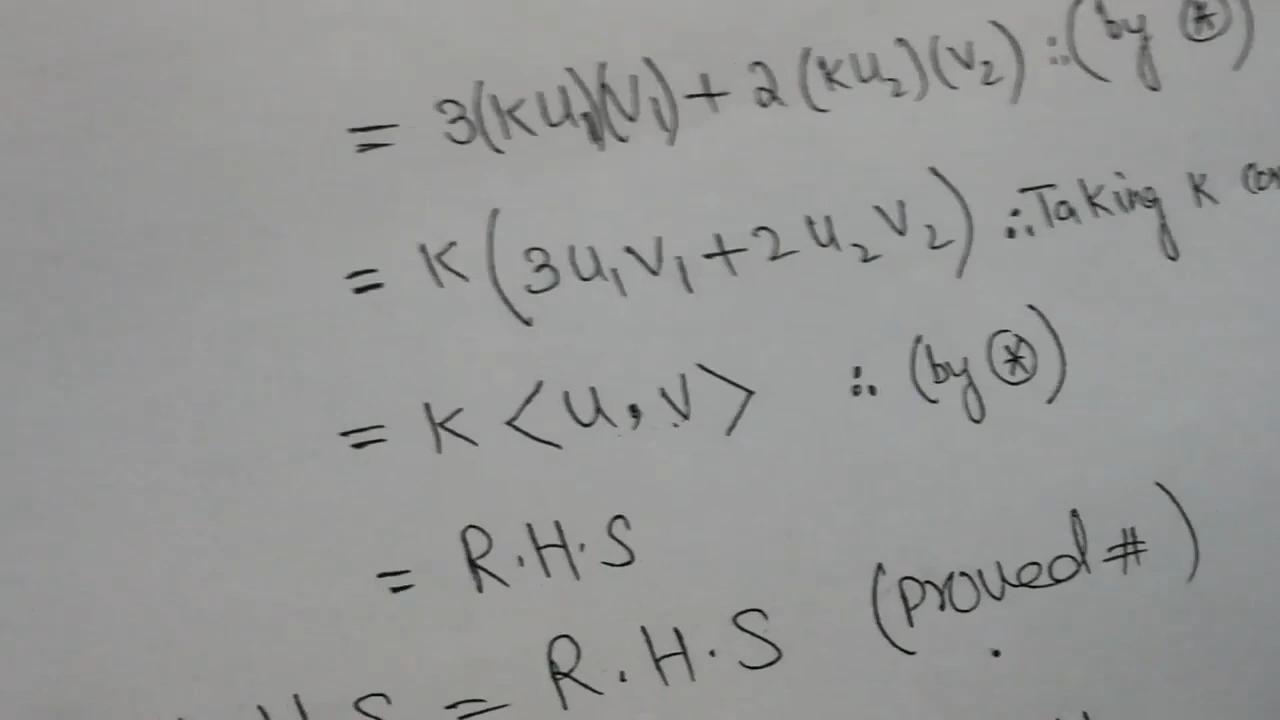 = 3(KU₁)(V₁) + 2(KU₂)(V₂) ∴ (by ⊛)
= K(3U₁V₁ + 2U₂V₂) ∴ Taking K
= K <U, V> ∴ (by ⊛)
= R.H.S
= R.H.S (proved #)